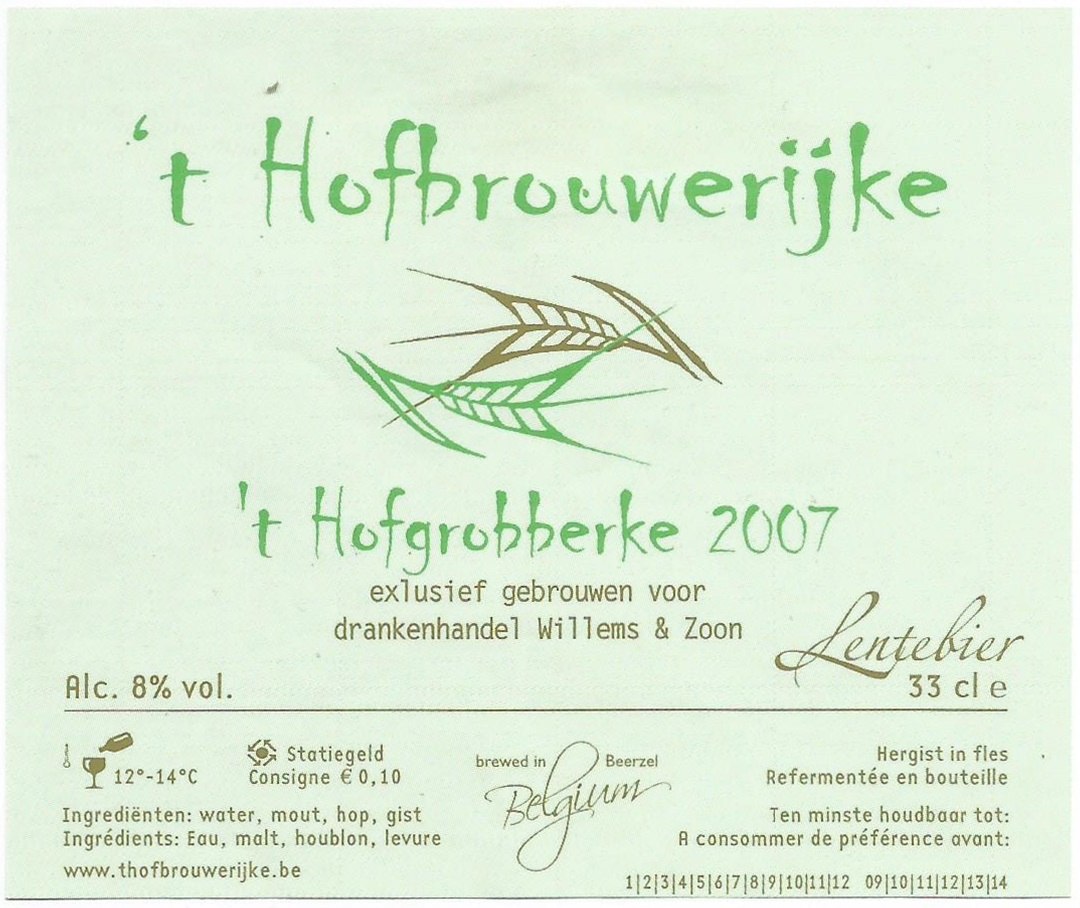 't Hofbrouwerijke
't Hofgrobberke 2007
exlusief gebrouwen voor
drankenhandel Willems & Zoon
Lentebier
Alc. 8% vol.
33 cl e
12°-14°C
Statiegeld
Consigne € 0,10
Ingrediënten: water, mout, hop, gist
Ingrédients: Eau, malt, houblon, levure
www.thofbrouwerijke.be
brewed in Beerzel
Belgium
Hergist in fles
Refermentée en bouteille
Ten minste houdbaar tot:
A consommer de préférence avant:
1|2|3|4|5|6|7|8|9|10|11|12 09|10|11|12|13|14